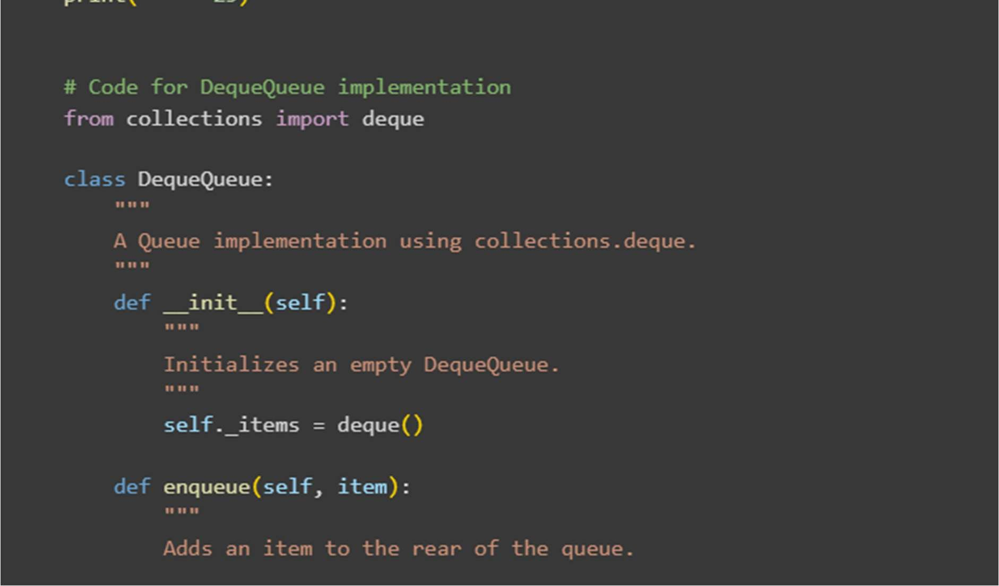 # Code for DequeQueue implementation
from collections import deque
class DequeQueue:
"""
A Queue implementation using collections.deque.
"""
def __init__(self):
"""
Initializes an empty DequeQueue.
"""
self._items = deque()
def enqueue(self, item):
"""
Adds an item to the rear of the queue.